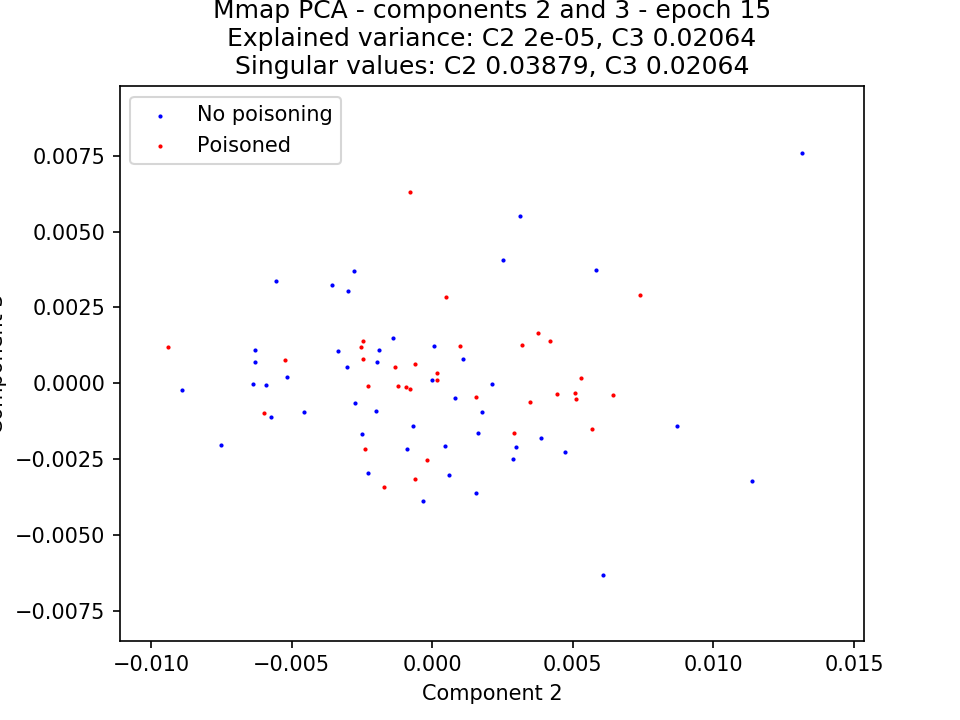 Mmap PCA - components 2 and 3 - epoch 15
Explained variance: C2 2e-05, C3 0.02064
Singular values: C2 0.03879, C3 0.02064
No poisoning
Poisoned
0.0075
0.0050
0.0025
0.0000
−0.0025
−0.0050
−0.0075
−0.010
−0.005
0.000
0.005
0.010
0.015
Component 2